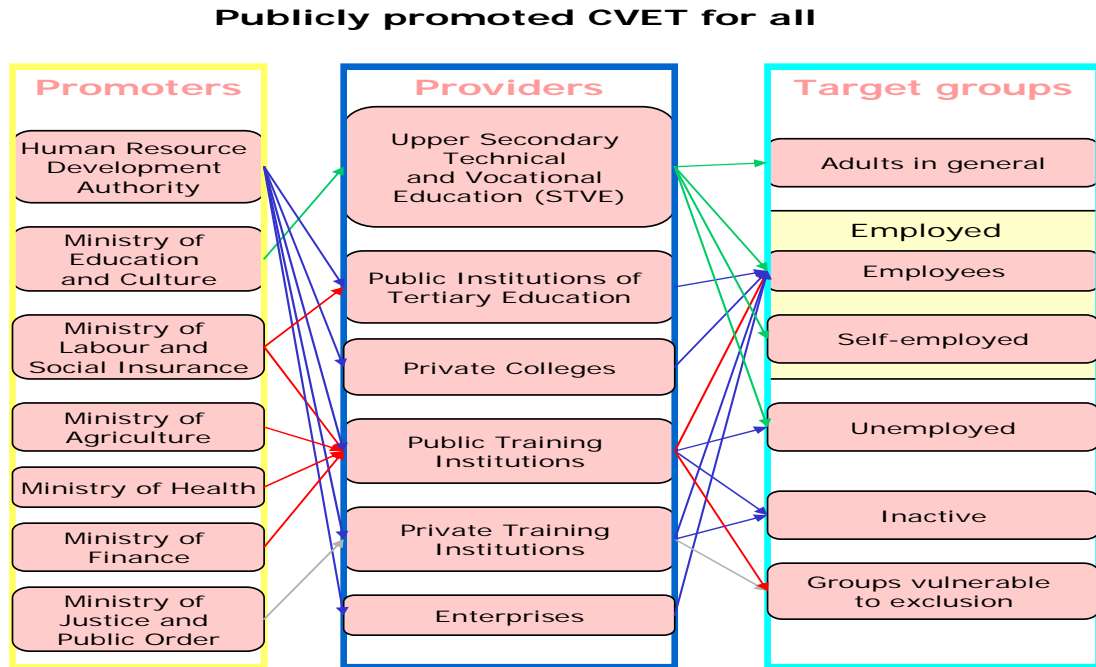 Publicly promoted CVET for all
Promoters
Human Resource
Development
Authority
Ministry of
Education
and Culture
Ministry of
Labour and
Social Insurance
Ministry of
Agriculture
Ministry of Health
Ministry of
Finance
Ministry of
Justice and
Public Order
Providers
Upper Secondary
Technical
and Vocational
Education (STVE)
Public Institutions of
Tertiary Education
Private Colleges
Public Training
Institutions
Private Training
Institutions
Enterprises
Target groups
Adults in general
Employed
Employees
Self-employed
Unemployed
Inactive
Groups vulnerable
to exclusion